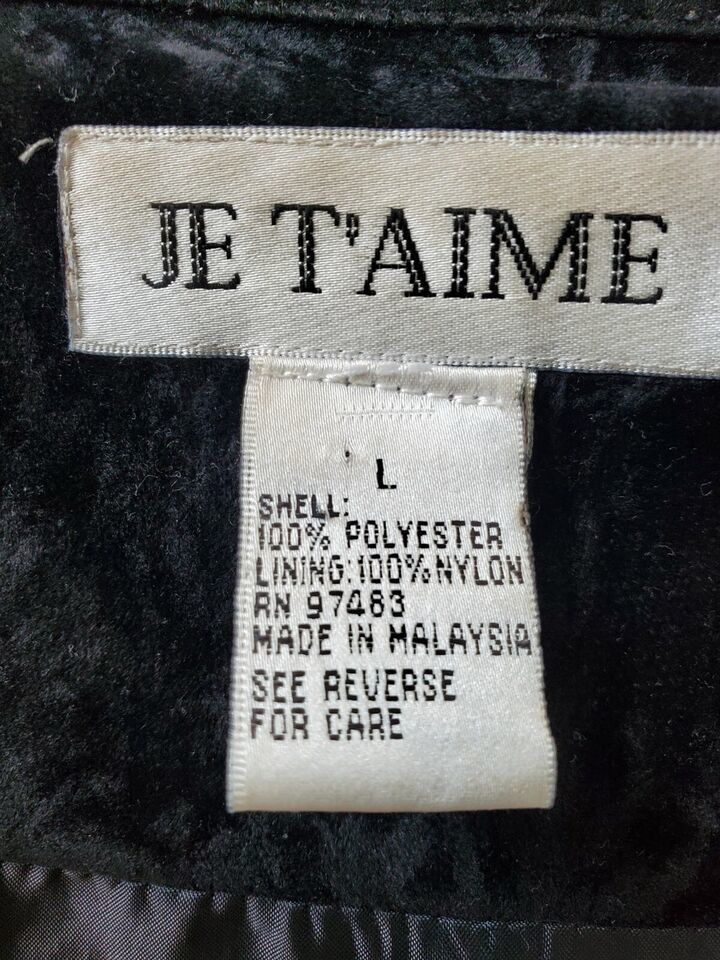 JE T'AIME
L
SHELL:
100% POLYESTER
LINING:100%NYLON
RN 97483
MADE IN MALAYSIA
SEE REVERSE
FOR CARE